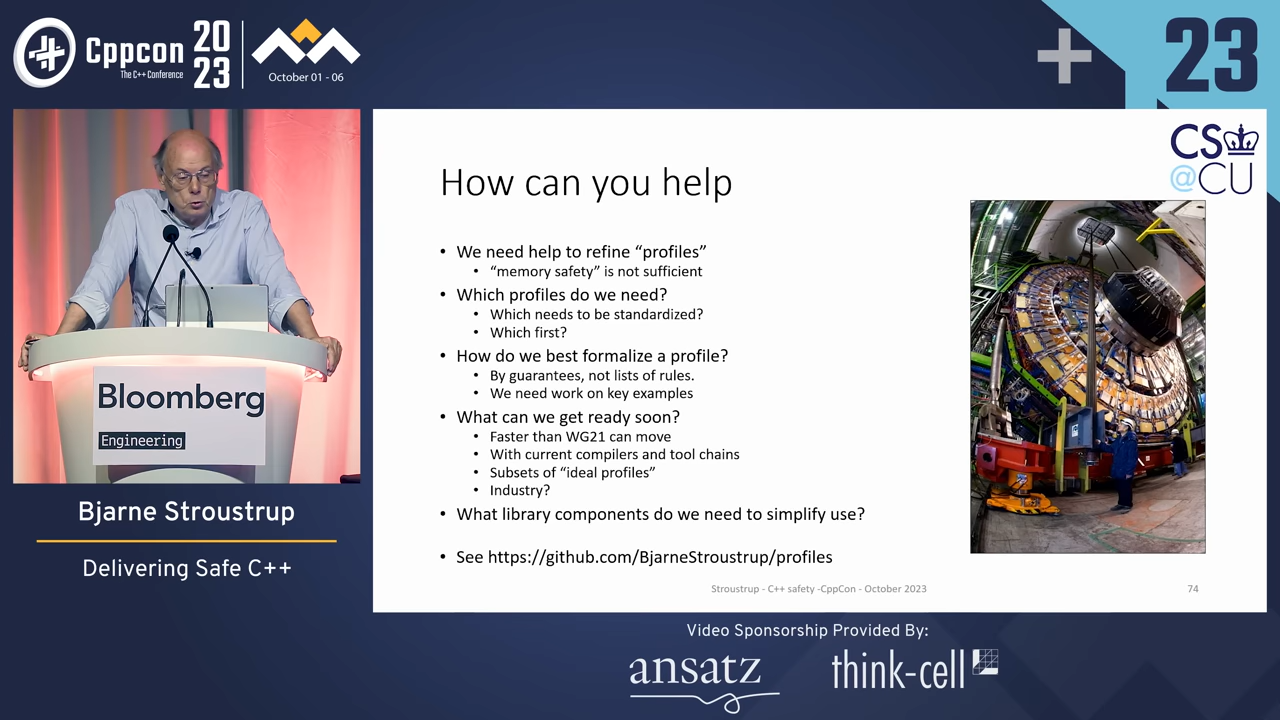 Cppcon
The C++ Conference
20
23
October 01 - 06
23
CS
@CU
How can you help
• We need help to refine “profiles”
• “memory safety” is not sufficient
• Which profiles do we need?
• Which needs to be standardized?
• Which first?
• How do we best formalize a profile?
• By guarantees, not lists of rules.
• We need work on key examples
• What can we get ready soon?
• Faster than WG21 can move
• With current compilers and tool chains
• Subsets of “ideal profiles”
• Industry?
• What library components do we need to simplify use?
• See https://github.com/BjarneStroustrup/profiles
Stroustrup - C++ safety -CppCon - October 2023
74
Bloomberg
Engineering
Bjarne Stroustrup
Delivering Safe C++
Video Sponsorship Provided By:
ansatz
think-cell